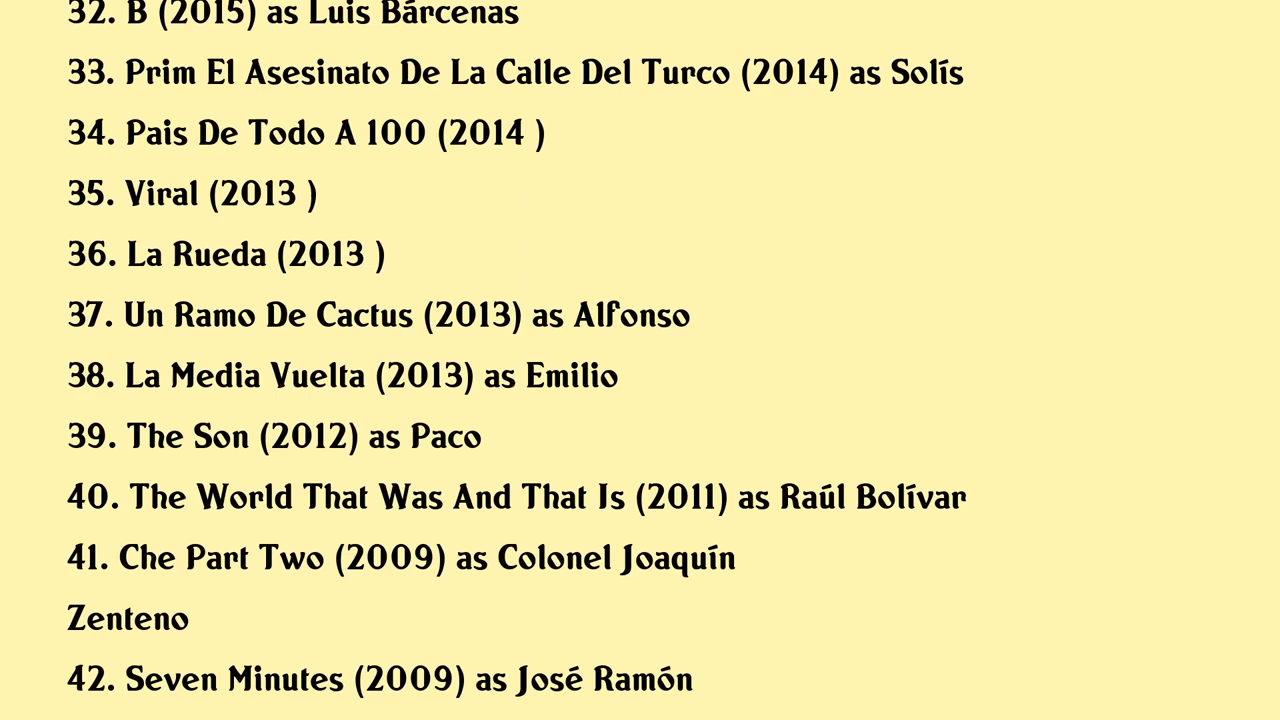 32. B (2015) as Luis Bárcenas
33. Prim El Asesinato De La Calle Del Turco (2014) as Solís
34. Pais De Todo A 100 (2014 )
35. Viral (2013 )
36. La Rueda (2013 )
37. Un Ramo De Cactus (2013) as Alfonso
38. La Media Vuelta (2013) as Emilio
39. The Son (2012) as Paco
40. The World That Was And That Is (2011) as Raúl Bolívar
41. Che Part Two (2009) as Colonel Joaquín
Zenteno
42. Seven Minutes (2009) as José Ramón